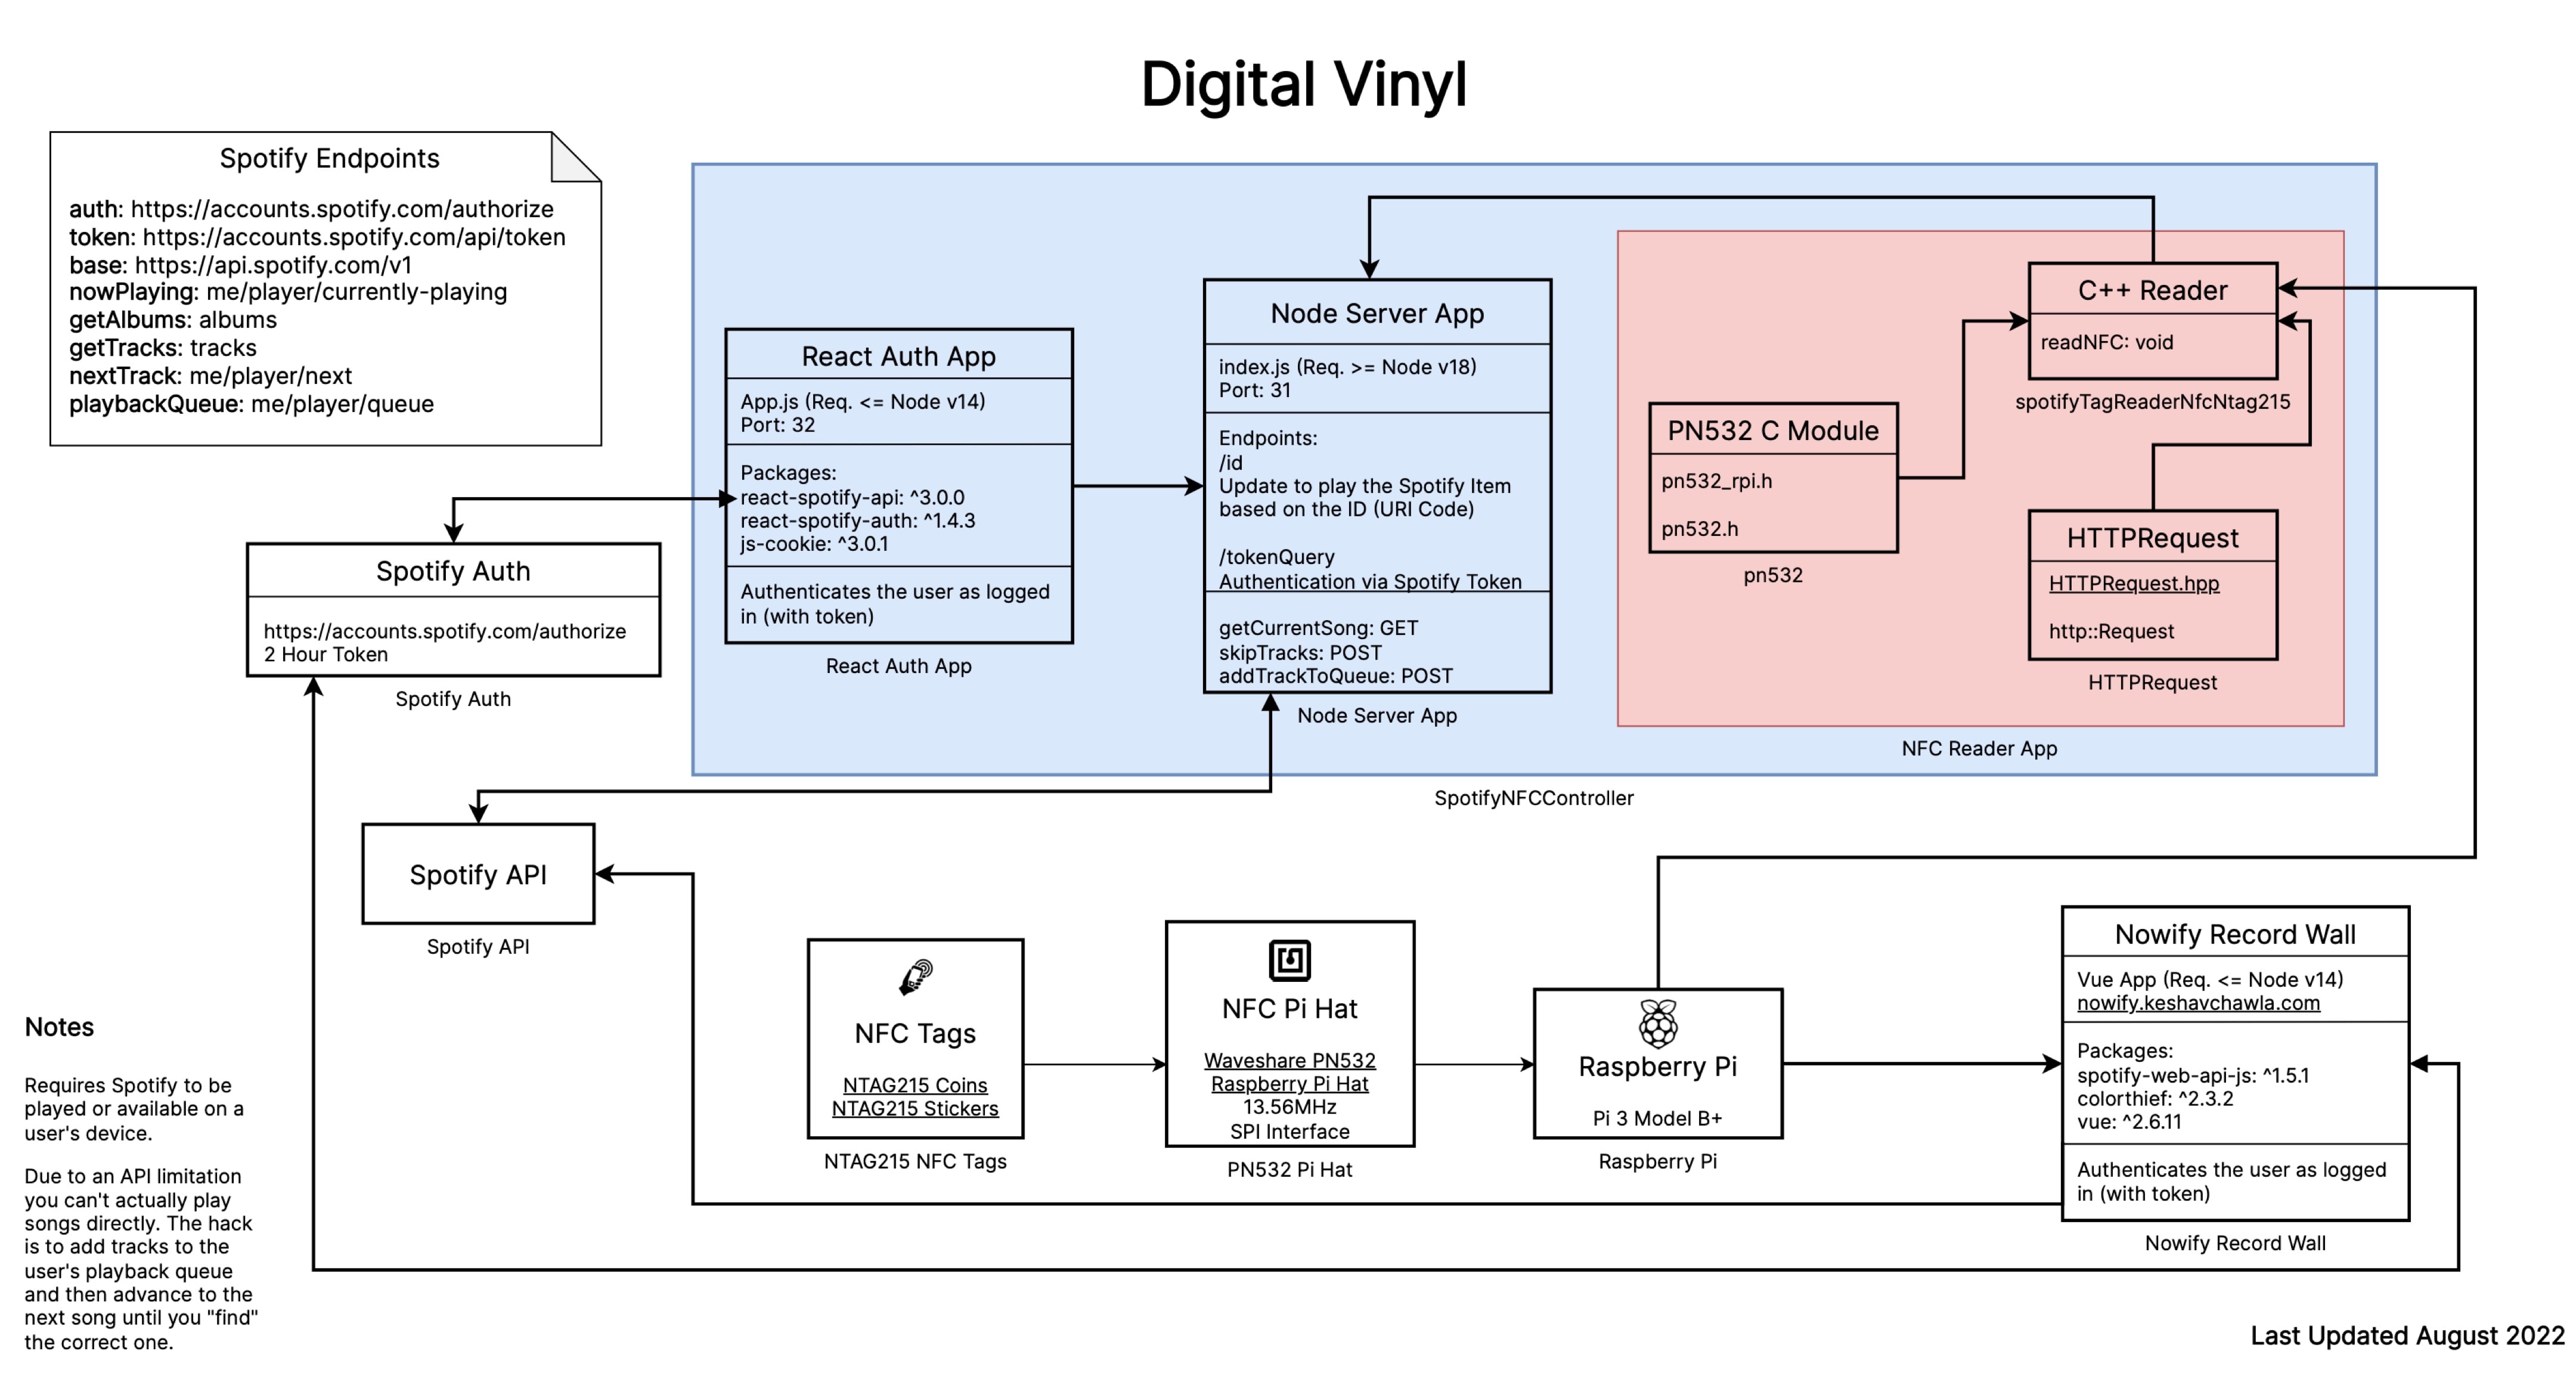 Digital Vinyl
Spotify Endpoints
auth: https://accounts.spotify.com/authorize
token: https://accounts.spotify.com/api/token
base: https://api.spotify.com/v1
nowPlaying: me/player/currently-playing
getAlbums: albums
getTracks: tracks
nextTrack: me/player/next
playbackQueue: me/player/queue
Spotify Auth
https://accounts.spotify.com/authorize
2 Hour Token
Spotify Auth
React Auth App
App.js (Req. <= Node v14)
Port: 32
Packages:
react-spotify-api: ^3.0.0
react-spotify-auth: ^1.4.3
js-cookie: ^3.0.1
Authenticates the user as logged
in (with token)
React Auth App
Node Server App
index.js (Req. >= Node v18)
Port: 31
Endpoints:
/id
Update to play the Spotify Item
based on the ID (URI Code)
/tokenQuery
Authentication via Spotify Token
getCurrentSong: GET
skipTracks: POST
addTrackToQueue: POST
Node Server App
PN532 C Module
pn532_rpi.h
pn532.h
pn532
C++ Reader
readNFC: void
spotifyTagReaderNfcNtag215
HTTPRequest
HTTPRequest.hpp
http::Request
HTTPRequest
NFC Reader App
SpotifyNFCController
Spotify API
Spotify API
NFC Tags
NTAG215 Coins
NTAG215 Stickers
NTAG215 NFC Tags
NFC Pi Hat
Waveshare PN532
Raspberry Pi Hat
13.56MHz
SPI Interface
PN532 Pi Hat
Raspberry Pi
Pi 3 Model B+
Raspberry Pi
Nowify Record Wall
Vue App (Req. <= Node v14)
nowify.keshavchawla.com
Packages:
spotify-web-api-js: ^1.5.1
colorthief: ^2.3.2
vue: ^2.6.11
Authenticates the user as logged
in (with token)
Nowify Record Wall
Notes
Requires Spotify to be
played or available on a
user's device.
Due to an API limitation
you can't actually play
songs directly. The hack
is to add tracks to the
user's playback queue
and then advance to the
next song until you "find"
the correct one.
Last Updated August 2022